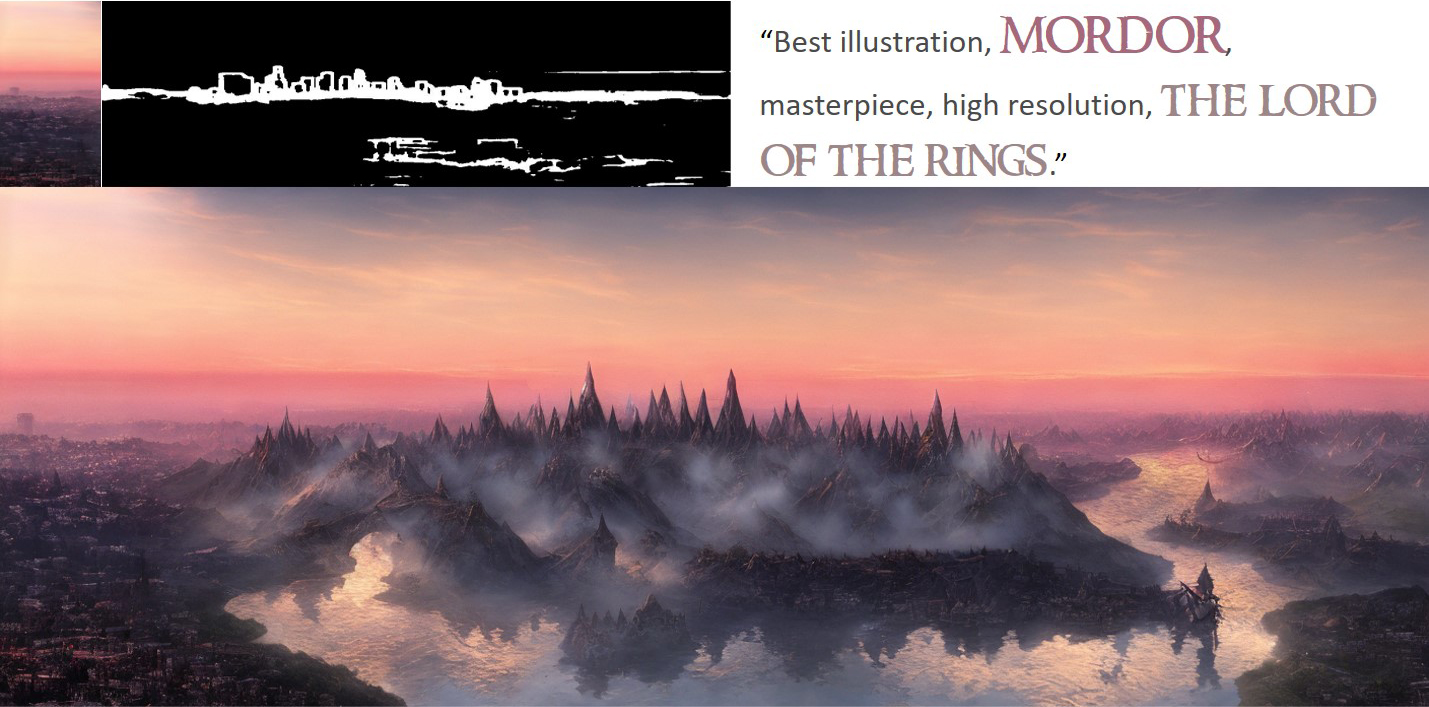 “Best illustration, MORDOR,
masterpiece, high resolution, THE LORD
OF THE RINGS.”